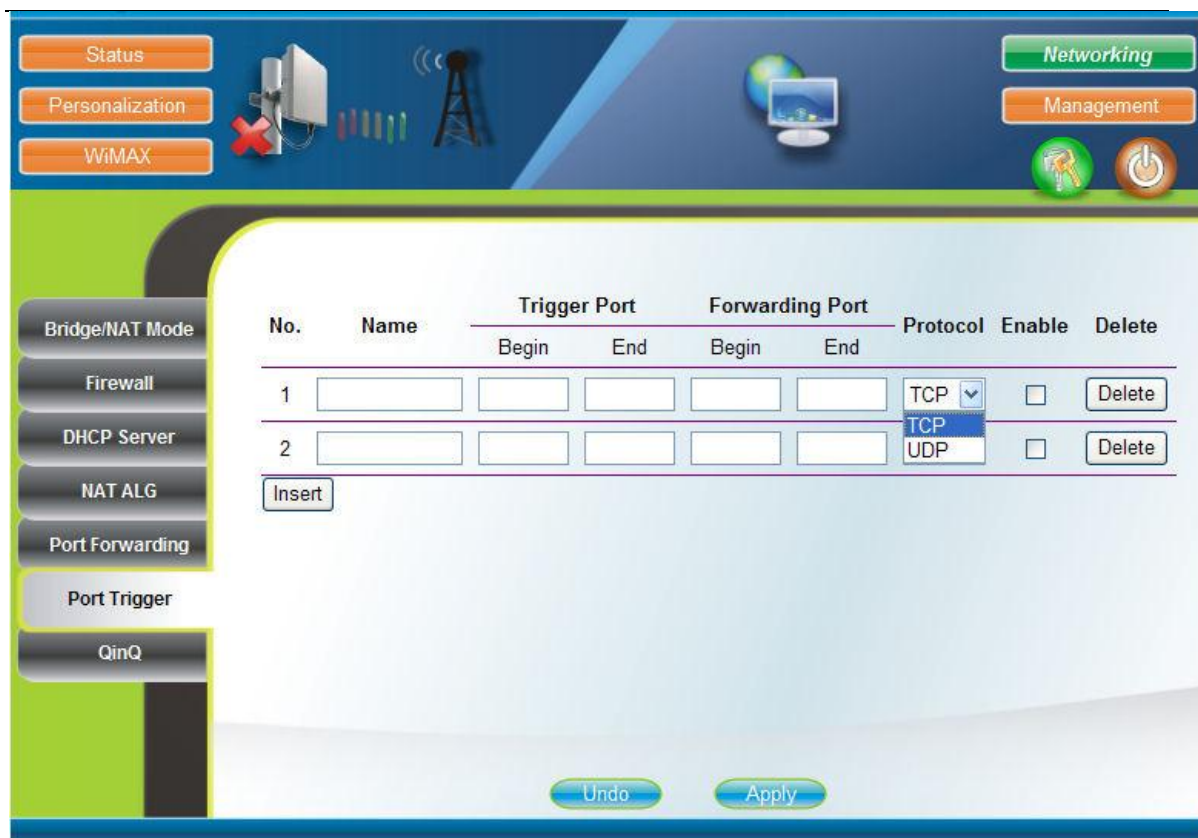 Status
Personalization
WiMAX
Networking
Management
Bridge/NAT Mode
Firewall
DHCP Server
NAT ALG
Port Forwarding
Port Trigger
QinQ
No. Name Trigger Port Forwarding Port Protocol Enable Delete
Begin End Begin End
1 TCP Delete
TCP
UDP
2 Delete
Insert
Undo Apply